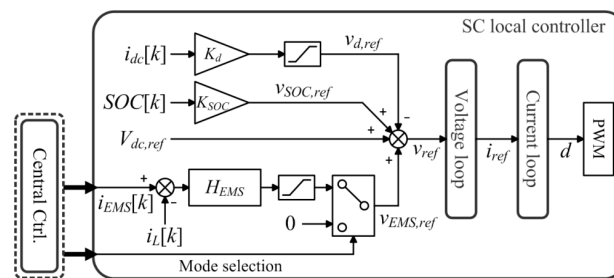 SC local controller
i_dc[k]
K_d
v_d,ref
SOC[k]
K_SOC
v_SOC,ref
V_dc,ref
+
+
−
+
v_ref
Voltage loop
i_ref
Current loop
d
PWM
Central Ctrl.
i_EMS[k]
+
−
i_L[k]
H_EMS
0
v_EMS,ref
Mode selection